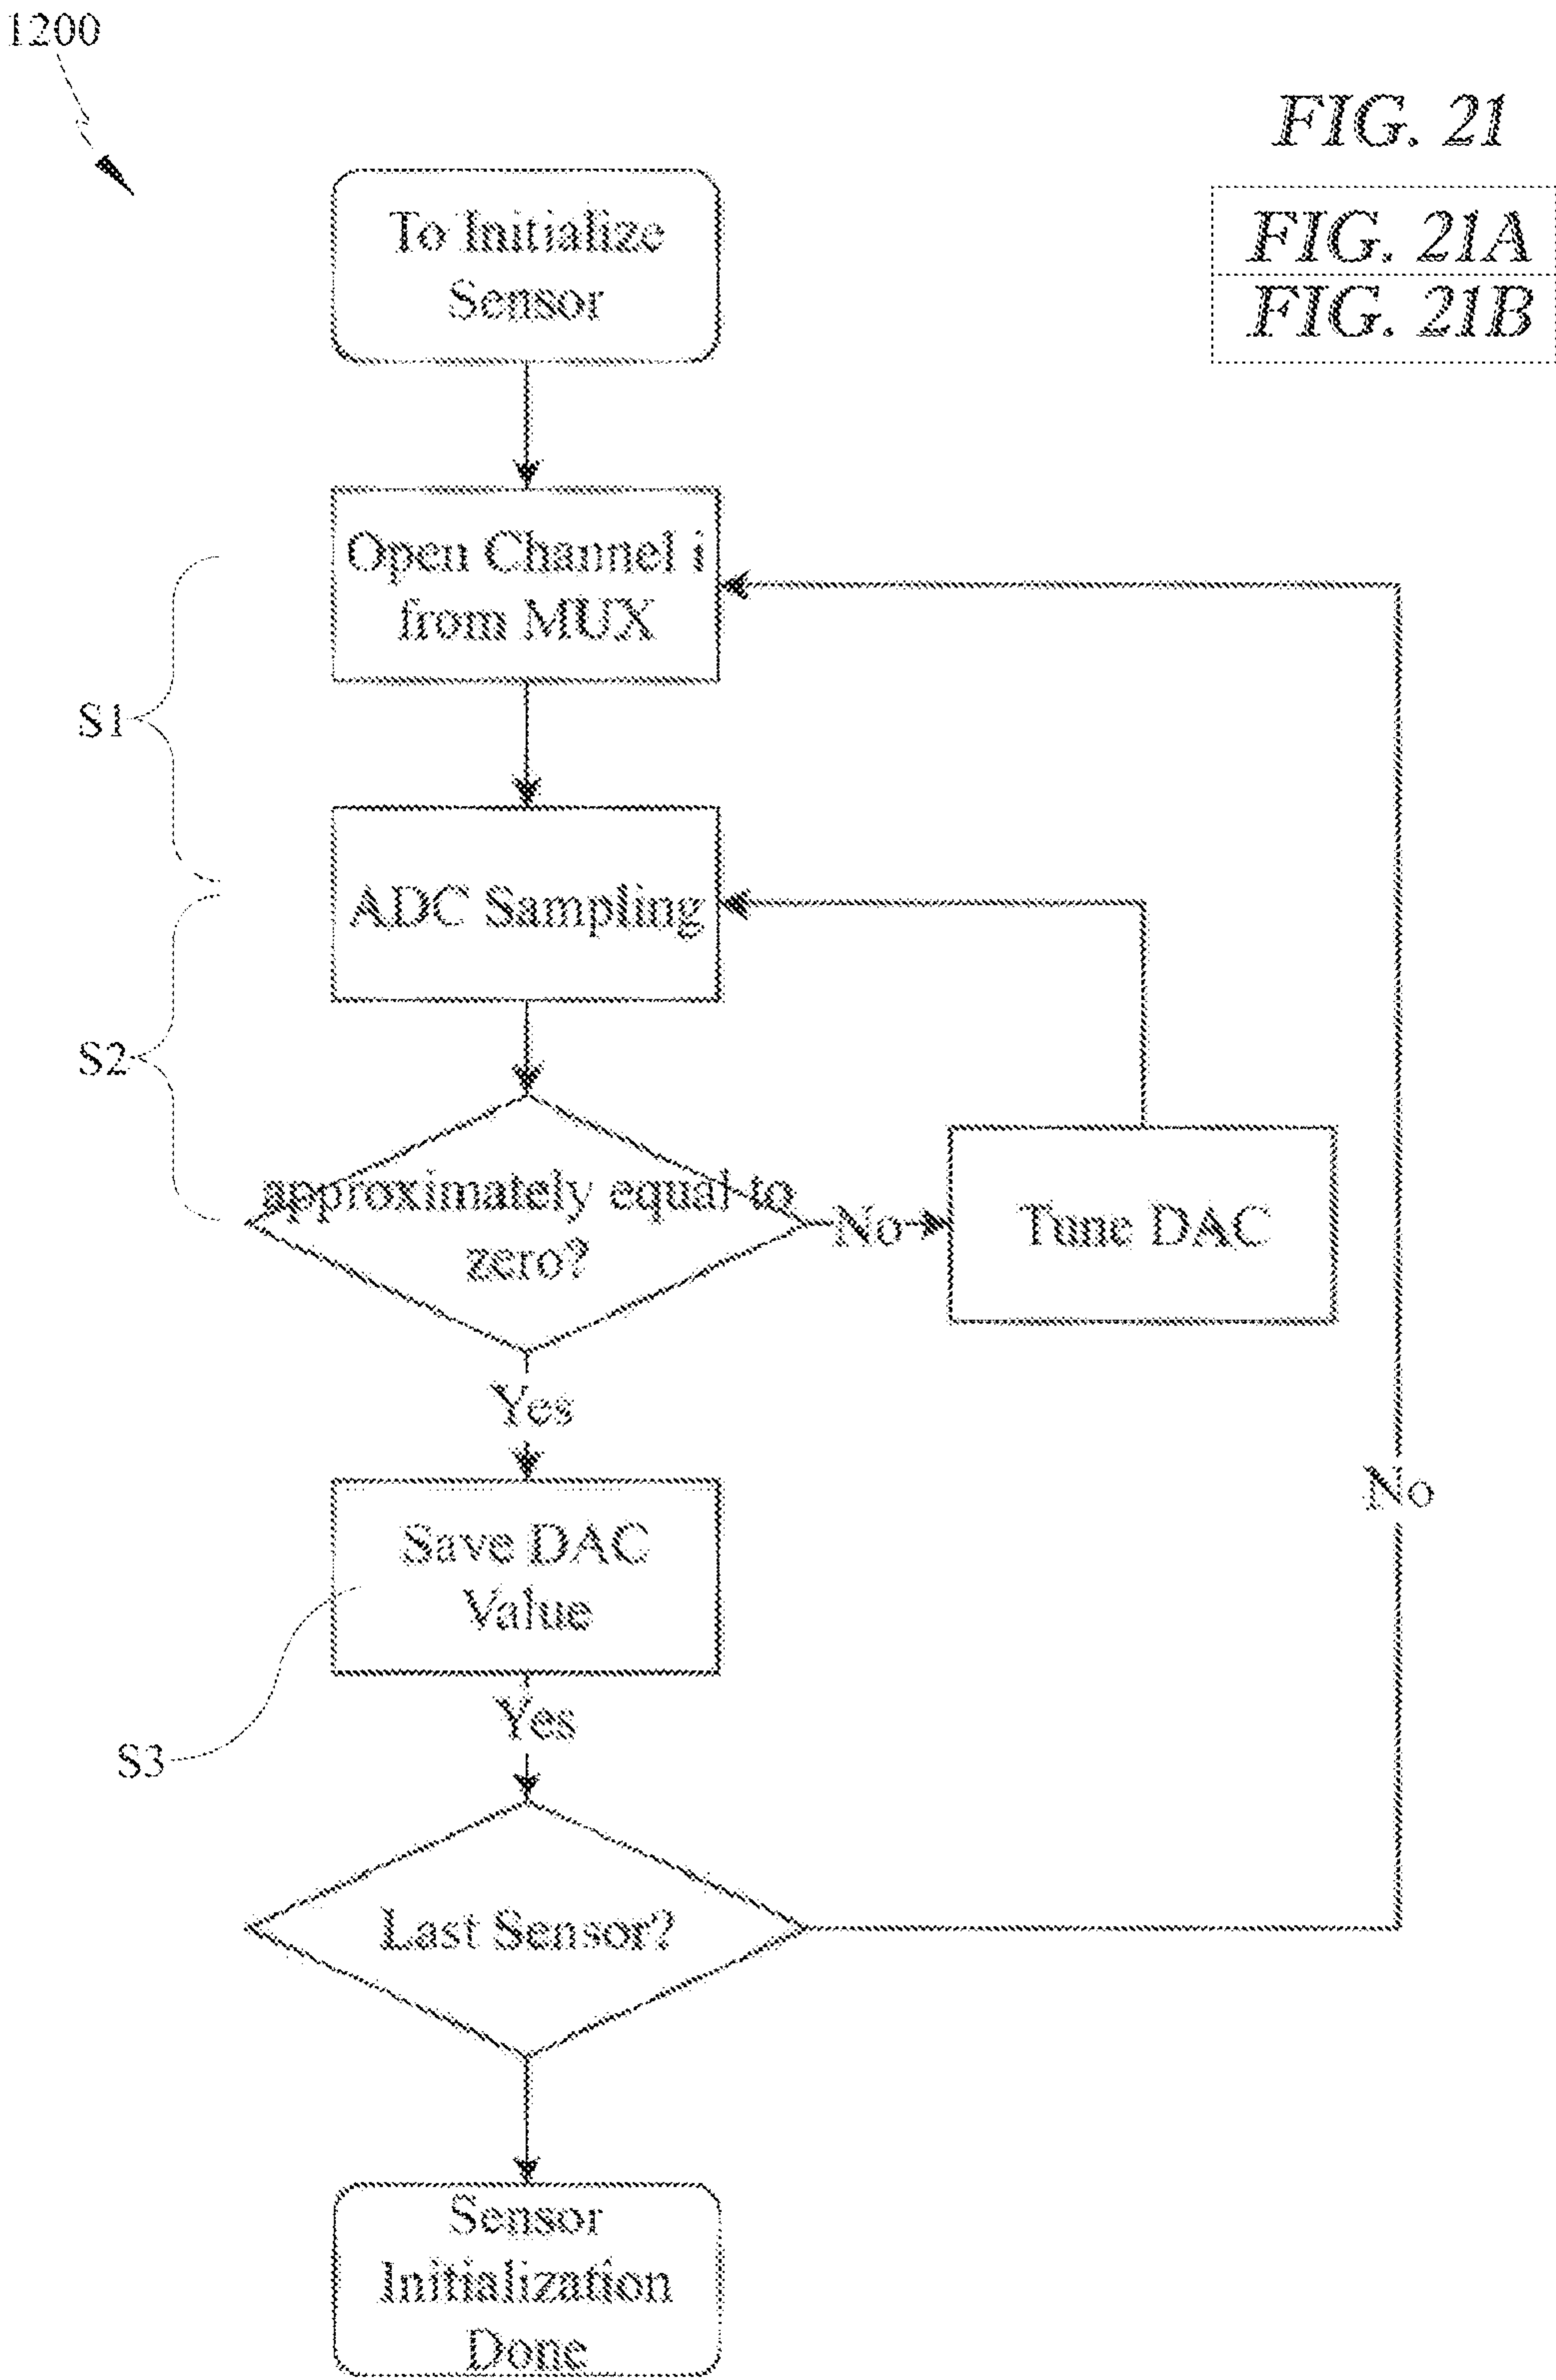 1200
FIG. 21
FIG. 21A
FIG. 21B
To Initialize
Sensor
Open Channel i
from MUX
S1
ADC Sampling
S2
approximately equal to
zero?
No
Tune DAC
Yes
No
Save DAC
Value
Yes
S3
Last Sensor?
Sensor
Initialization
Done